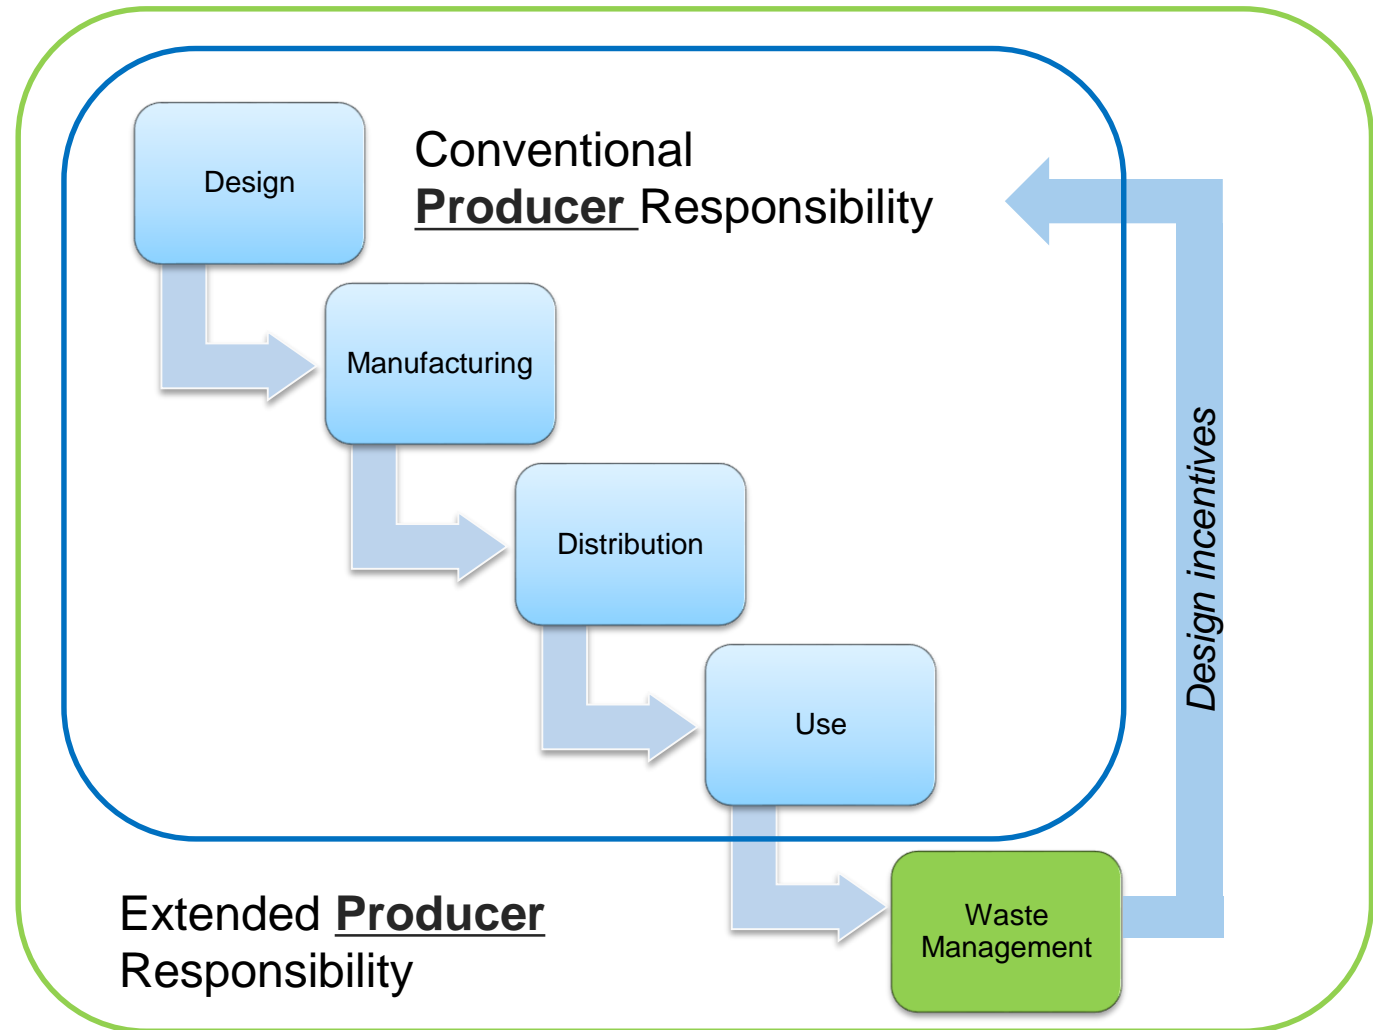 Design
Conventional
Producer Responsibility
Manufacturing
Distribution
Use
Design incentives
Extended Producer
Responsibility
Waste
Management